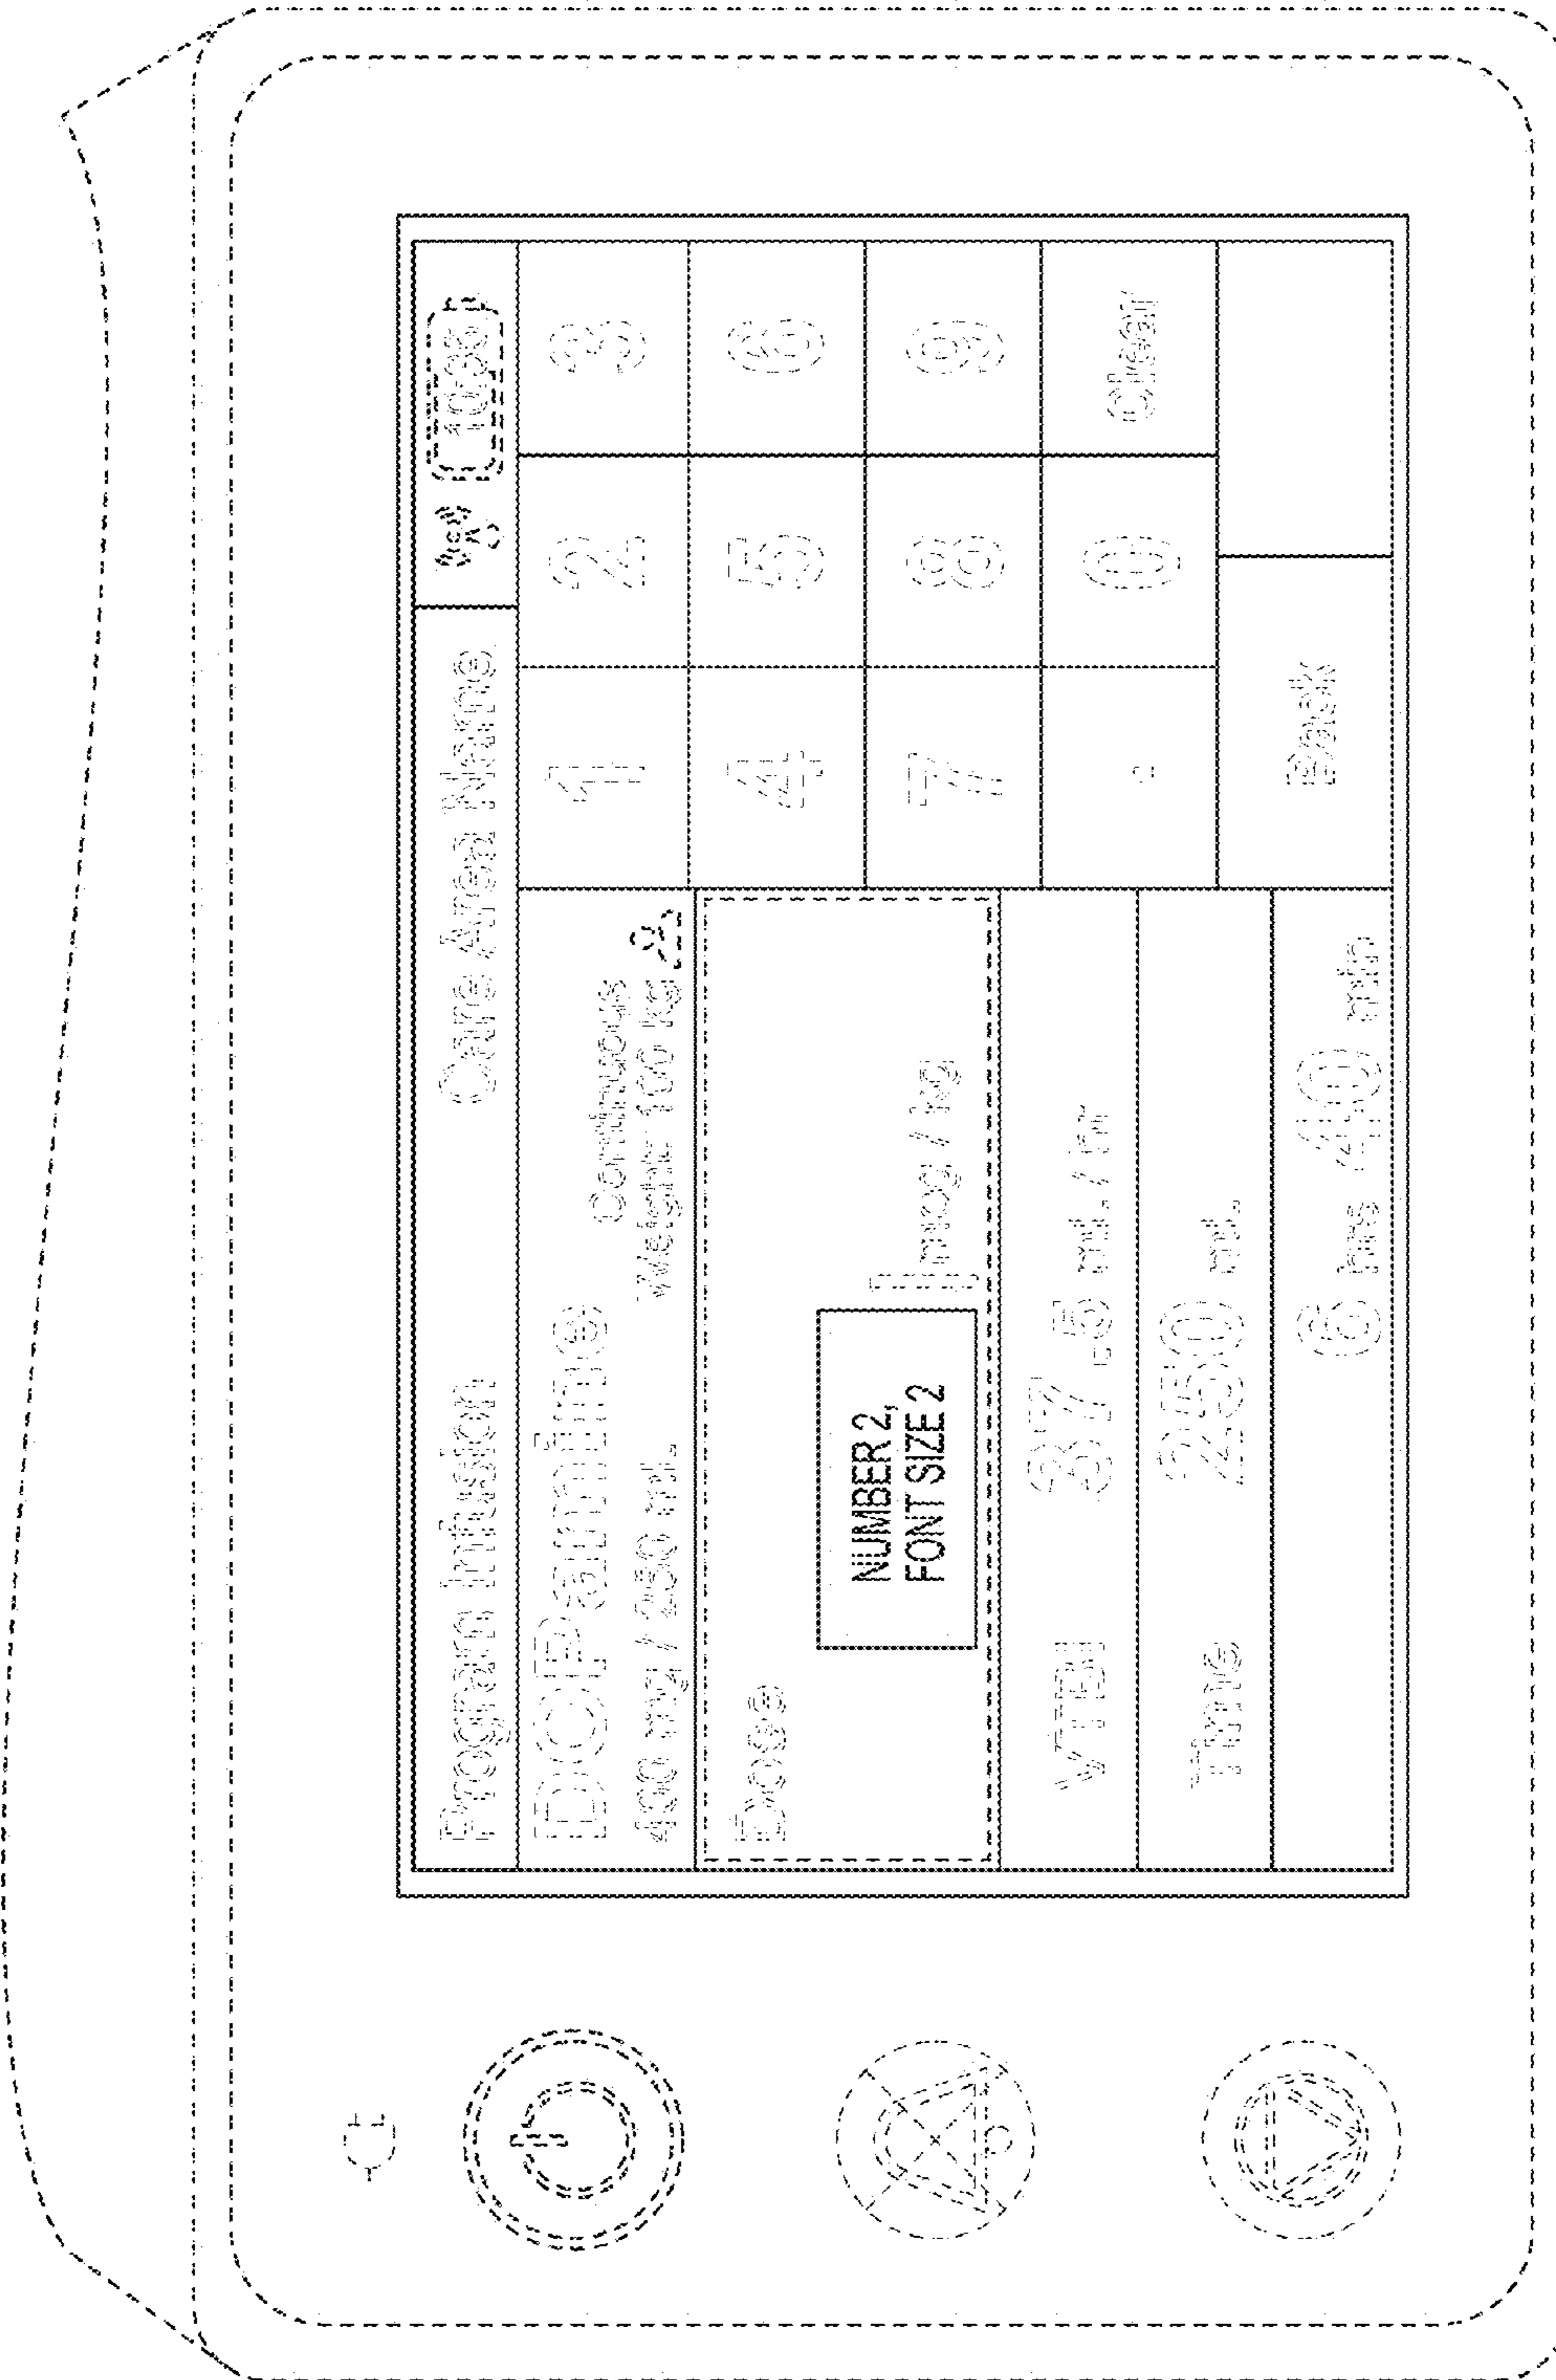 Program Infusion Care Area Name 10:36
DOPamine
Continuous
400 mg / 250 mL Weight: 100 kg
Dose
NUMBER 2,
FONT SIZE 2
mcg / kg
37.5 mL / hr
VTBI 250 mL
Time 6 hrs 40 min
1 2 3
4 5 6
7 8 9
. 0 Clear
Back